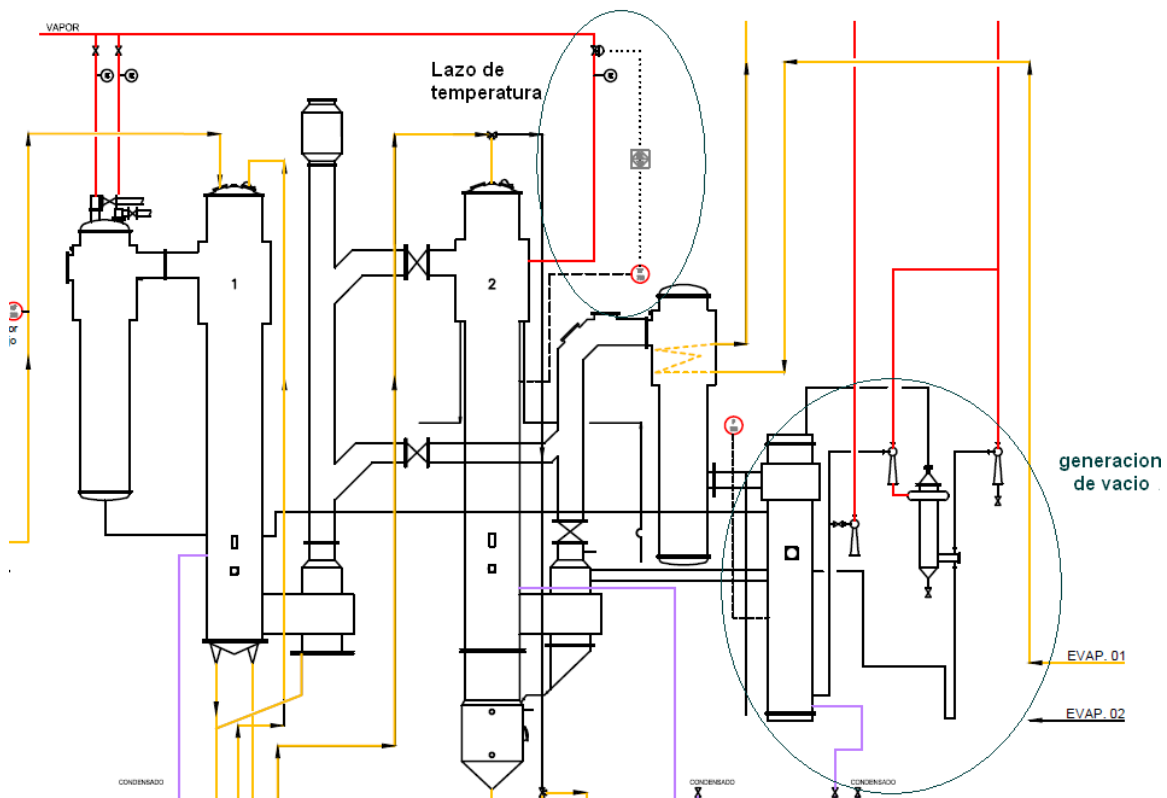 VAPOR
Lazo de
temperatura
1
2
generacion
de vacio
EVAP. 01
EVAP. 02
CONDENSADO
CONDENSADO
CONDENSADO